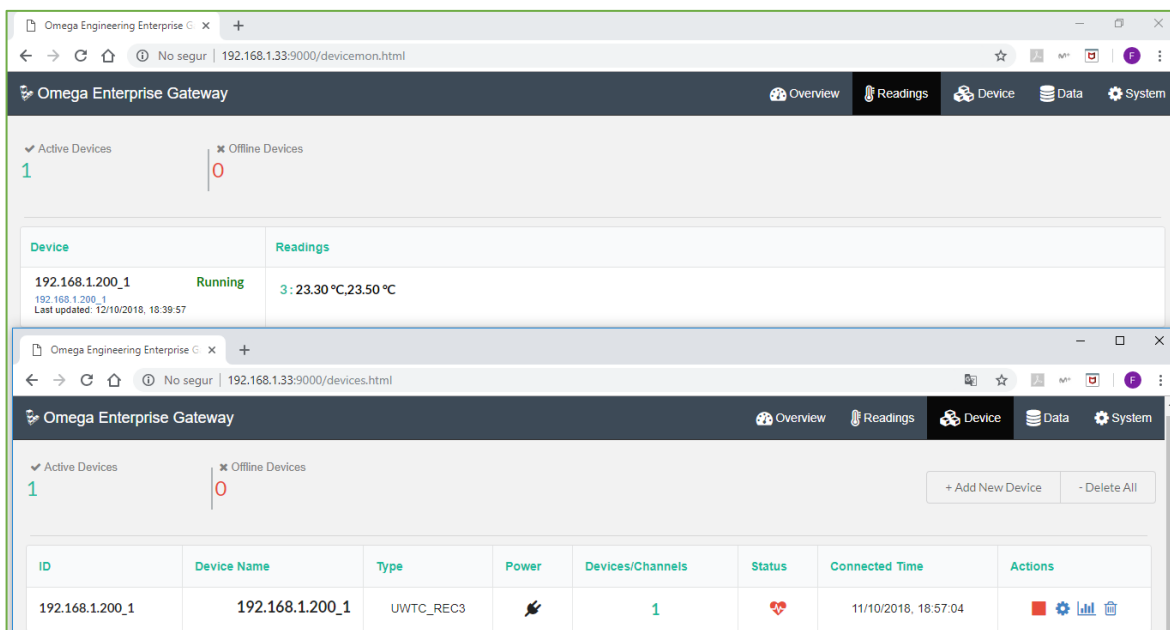 Omega Engineering Enterprise G
No segur | 192.168.1.33:9000/devicemon.html
F
Omega Enterprise Gateway
Overview Readings Device Data System
Active Devices Offline Devices
1 0
Device Readings
192.168.1.200_1 Running 3 : 23.30 ºC,23.50 ºC
192.168.1.200_1
Last updated: 12/10/2018, 18:39:57
Omega Engineering Enterprise G
No segur | 192.168.1.33:9000/devices.html
F
Omega Enterprise Gateway
Overview Readings Device Data System
Active Devices Offline Devices
1 0
+ Add New Device - Delete All
ID Device Name Type Power Devices/Channels Status Connected Time Actions
192.168.1.200_1 192.168.1.200_1 UWTC_REC3 1 11/10/2018, 18:57:04